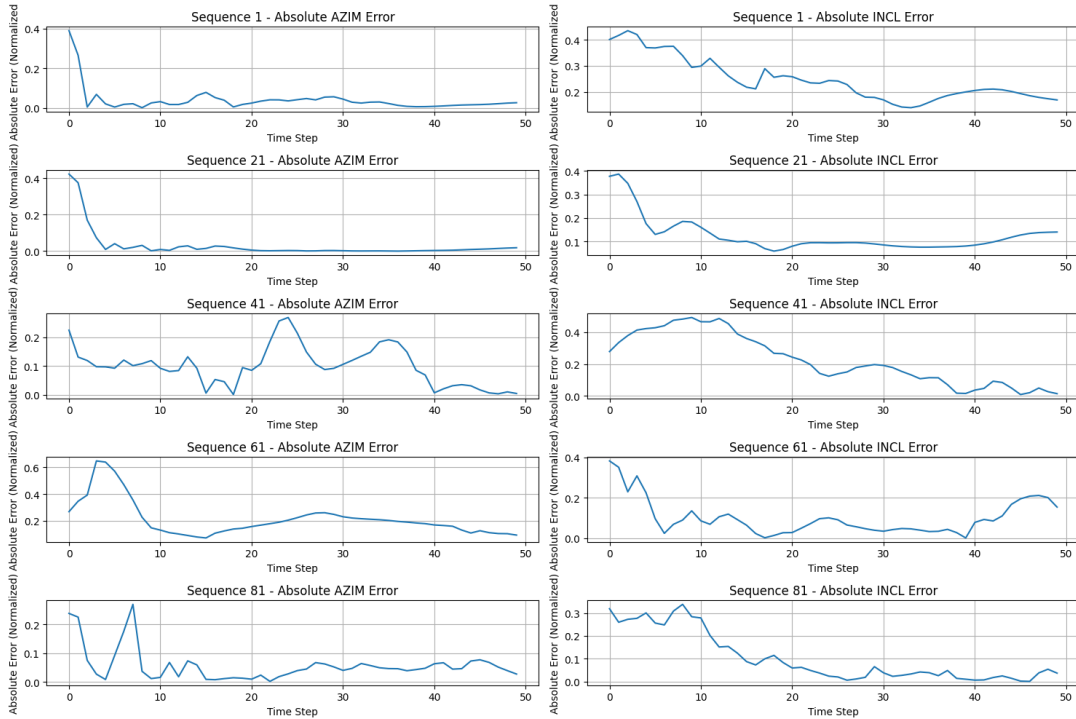 Sequence 1 - Absolute AZIM Error
Absolute Error (Normalized)
0.4
0.2
0.0
0 10 20 30 40 50
Time Step
Sequence 1 - Absolute INCL Error
Absolute Error (Normalized)
0.4
0.3
0.2
0 10 20 30 40 50
Time Step
Sequence 21 - Absolute AZIM Error
Absolute Error (Normalized)
0.4
0.2
0.0
0 10 20 30 40 50
Time Step
Sequence 21 - Absolute INCL Error
Absolute Error (Normalized)
0.4
0.3
0.2
0.1
0 10 20 30 40 50
Time Step
Sequence 41 - Absolute AZIM Error
Absolute Error (Normalized)
0.2
0.1
0.0
0 10 20 30 40 50
Time Step
Sequence 41 - Absolute INCL Error
Absolute Error (Normalized)
0.4
0.2
0.0
0 10 20 30 40 50
Time Step
Sequence 61 - Absolute AZIM Error
Absolute Error (Normalized)
0.6
0.4
0.2
0 10 20 30 40 50
Time Step
Sequence 61 - Absolute INCL Error
Absolute Error (Normalized)
0.4
0.2
0.0
0 10 20 30 40 50
Time Step
Sequence 81 - Absolute AZIM Error
Absolute Error (Normalized)
0.2
0.1
0.0
0 10 20 30 40 50
Time Step
Sequence 81 - Absolute INCL Error
Absolute Error (Normalized)
0.3
0.2
0.1
0.0
0 10 20 30 40 50
Time Step